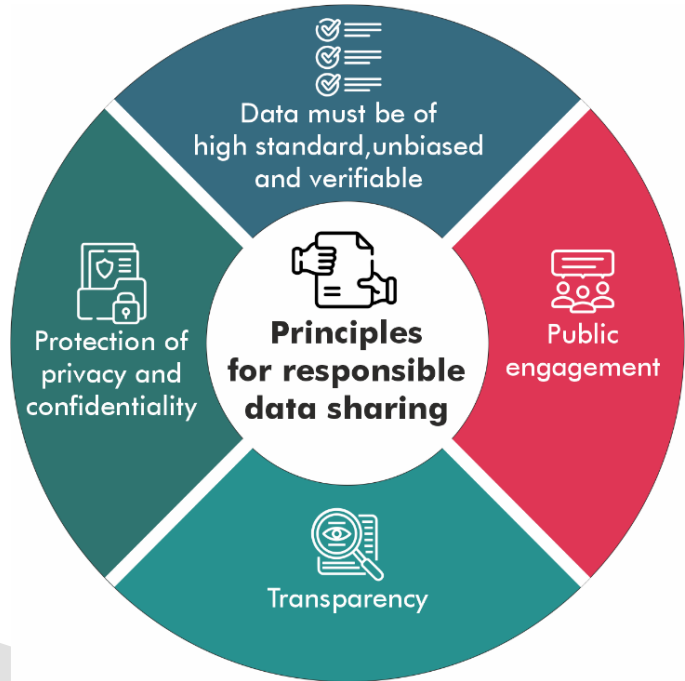 Data must be of
high standard,unbiased
and verifiable
Protection of
privacy and
confidentiality
Principles
for responsible
data sharing
Public
engagement
Transparency